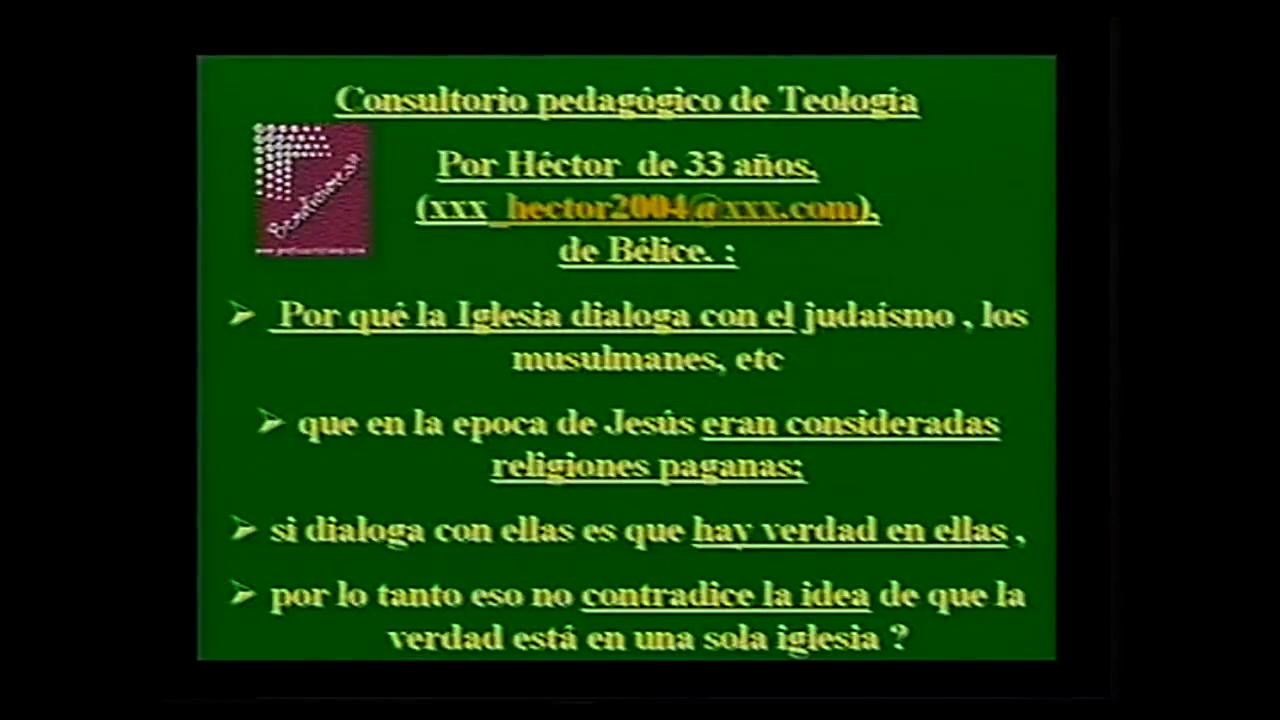 Consultorio pedagógico de Teología
Por Héctor de 33 años,
(xxx_hector2004@xxx.com),
de Bélice. :
➢ Por qué la Iglesia dialoga con el judaísmo , los
musulmanes, etc
➢ que en la epoca de Jesús eran consideradas
religiones paganas;
➢ si dialoga con ellas es que hay verdad en ellas ,
➢ por lo tanto eso no contradice la idea de que la
verdad está en una sola iglesia ?